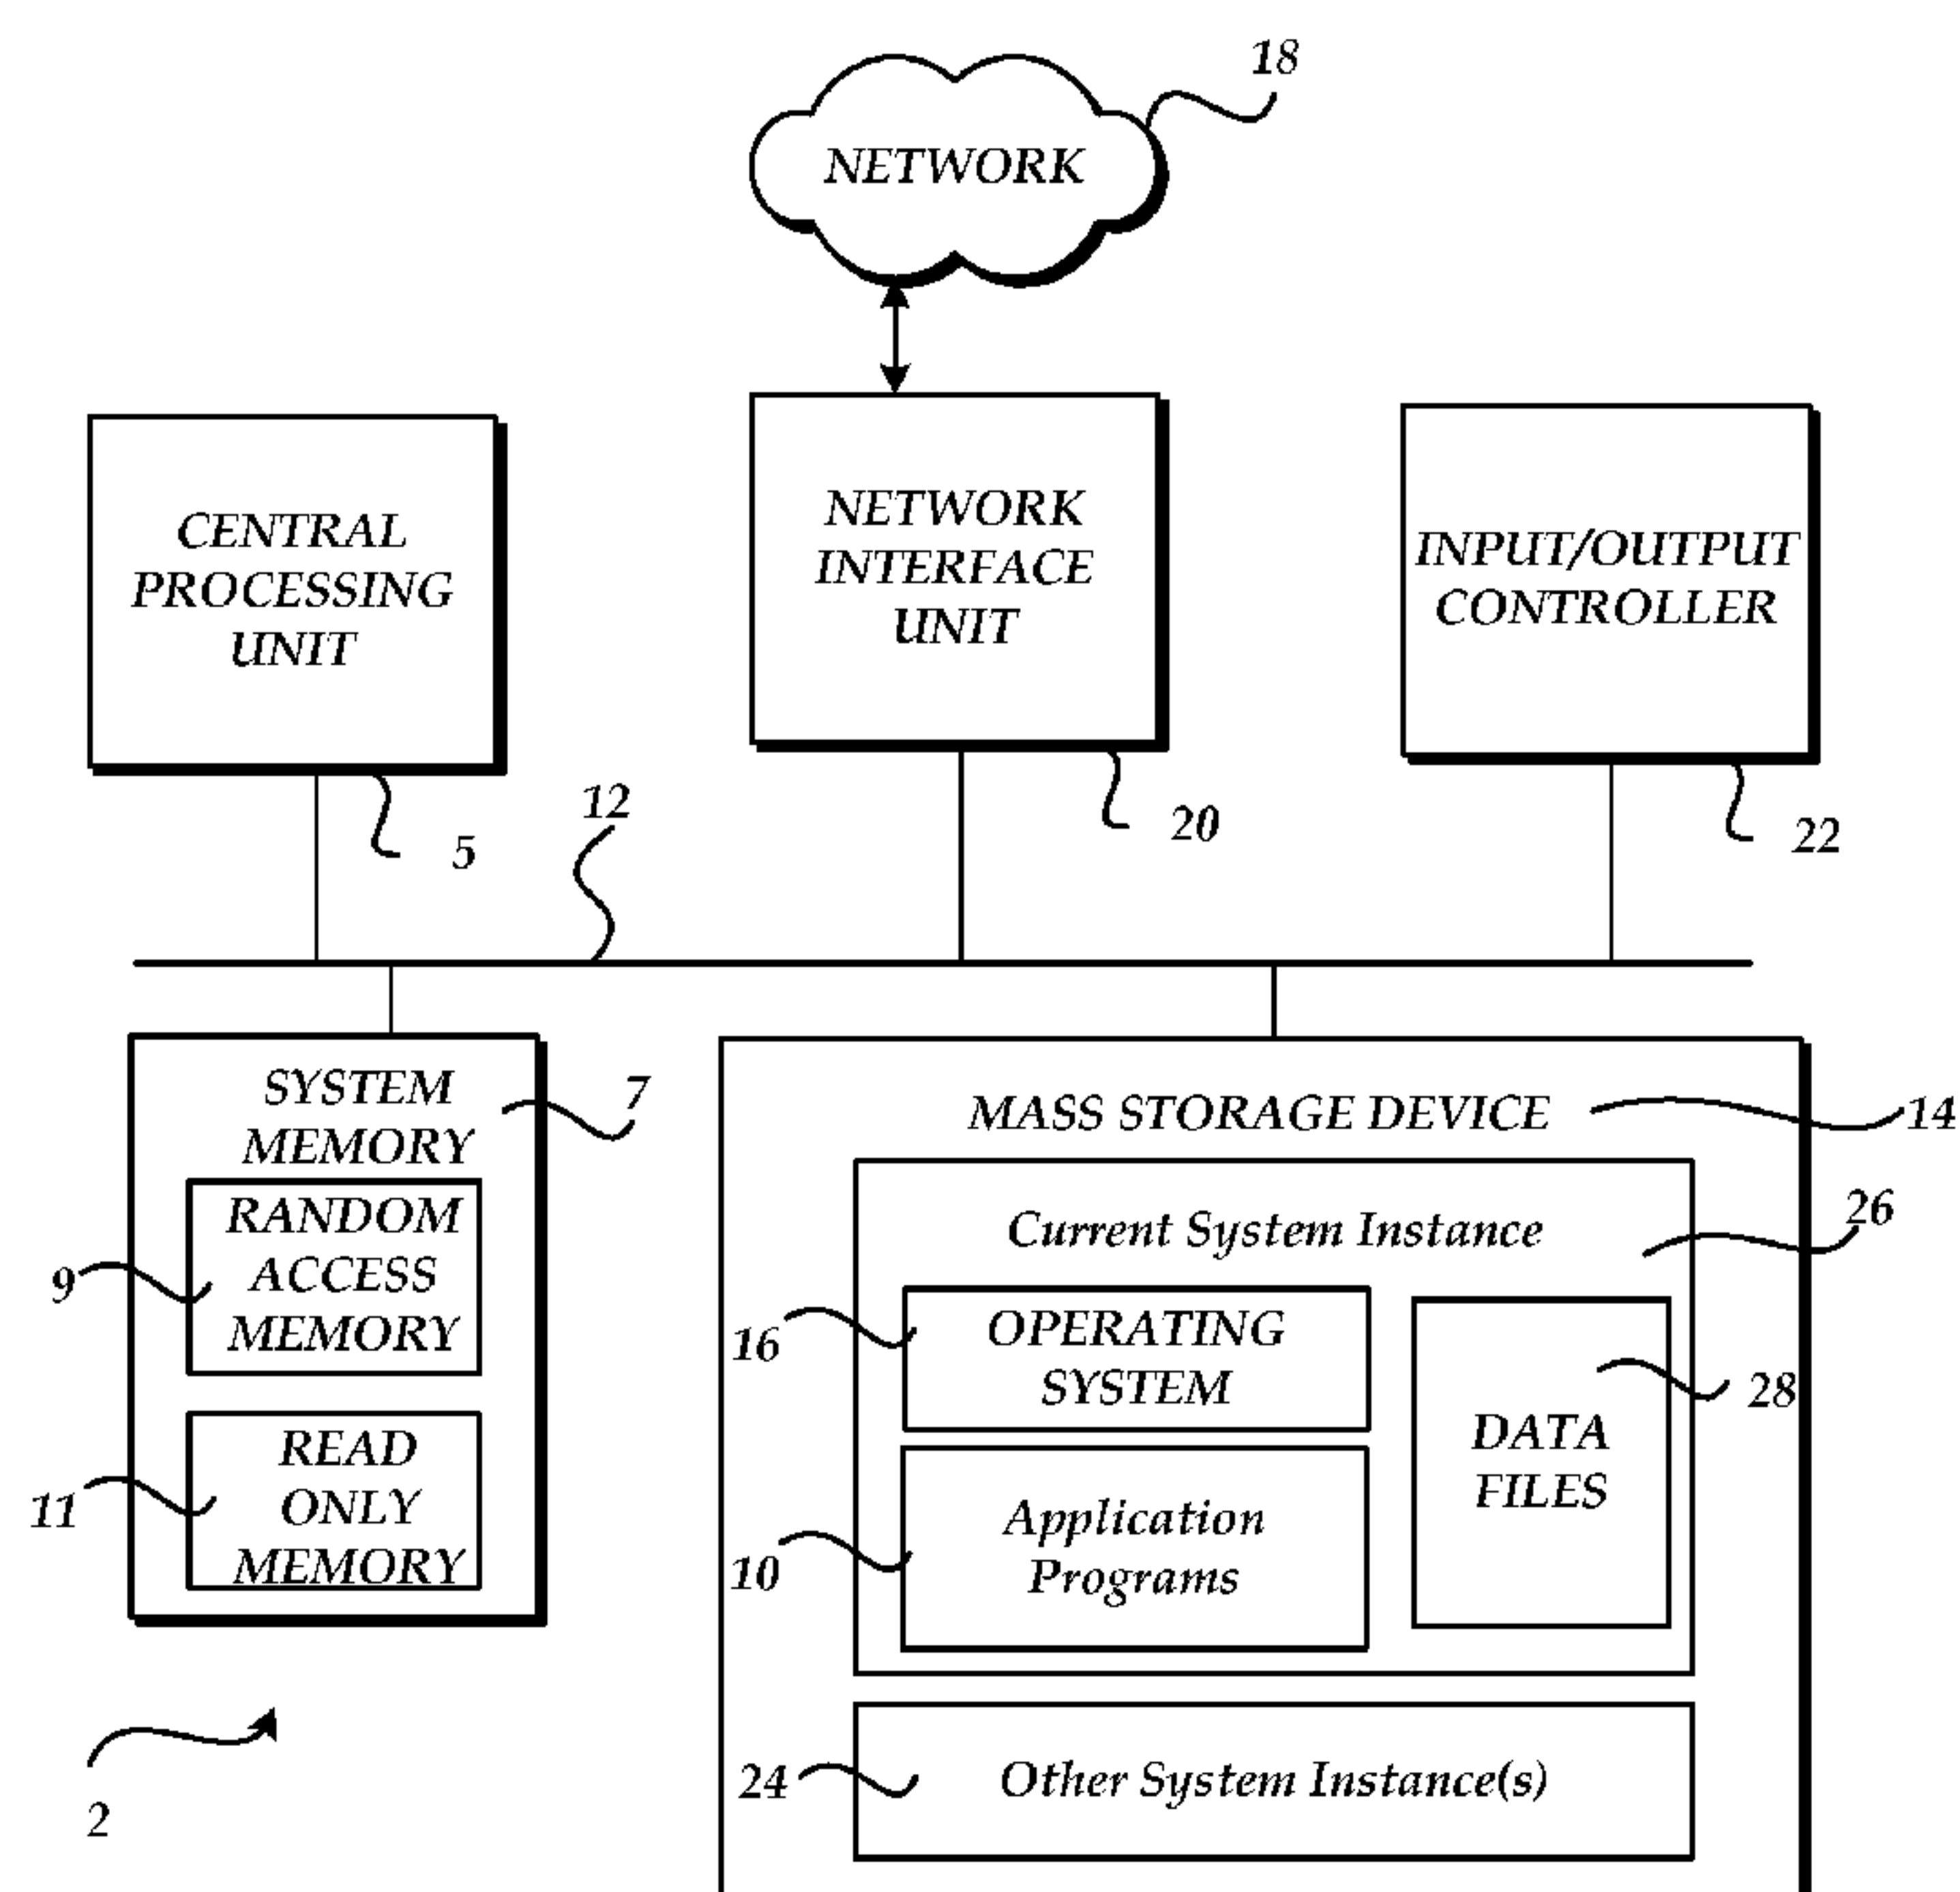 18
NETWORK
CENTRAL
PROCESSING
UNIT
NETWORK
INTERFACE
UNIT
INPUT/OUTPUT
CONTROLLER
5
12
20
22
SYSTEM
MEMORY
7
RANDOM
ACCESS
MEMORY
9
READ
ONLY
MEMORY
11
2
MASS STORAGE DEVICE
14
Current System Instance
26
16
OPERATING
SYSTEM
28
DATA
FILES
10
Application
Programs
24
Other System Instance(s)